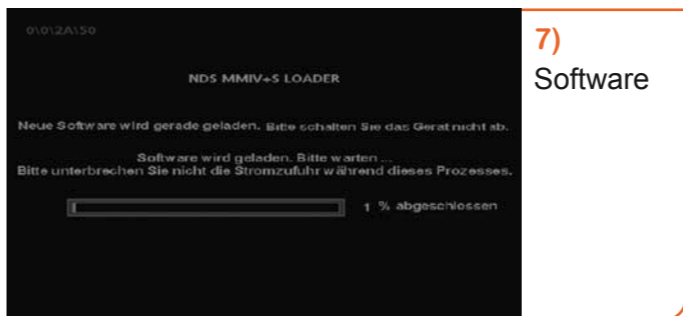 0\0\2A\50
NDS MMIV+S LOADER
Neue Software wird gerade geladen. Bitte schalten Sie das Gerat nicht ab.
Software wird geladen. Bitte warten ...
Bitte unterbrechen Sie nicht die Stromzufuhr während dieses Prozesses.
1 % abgeschlossen
7)
Software